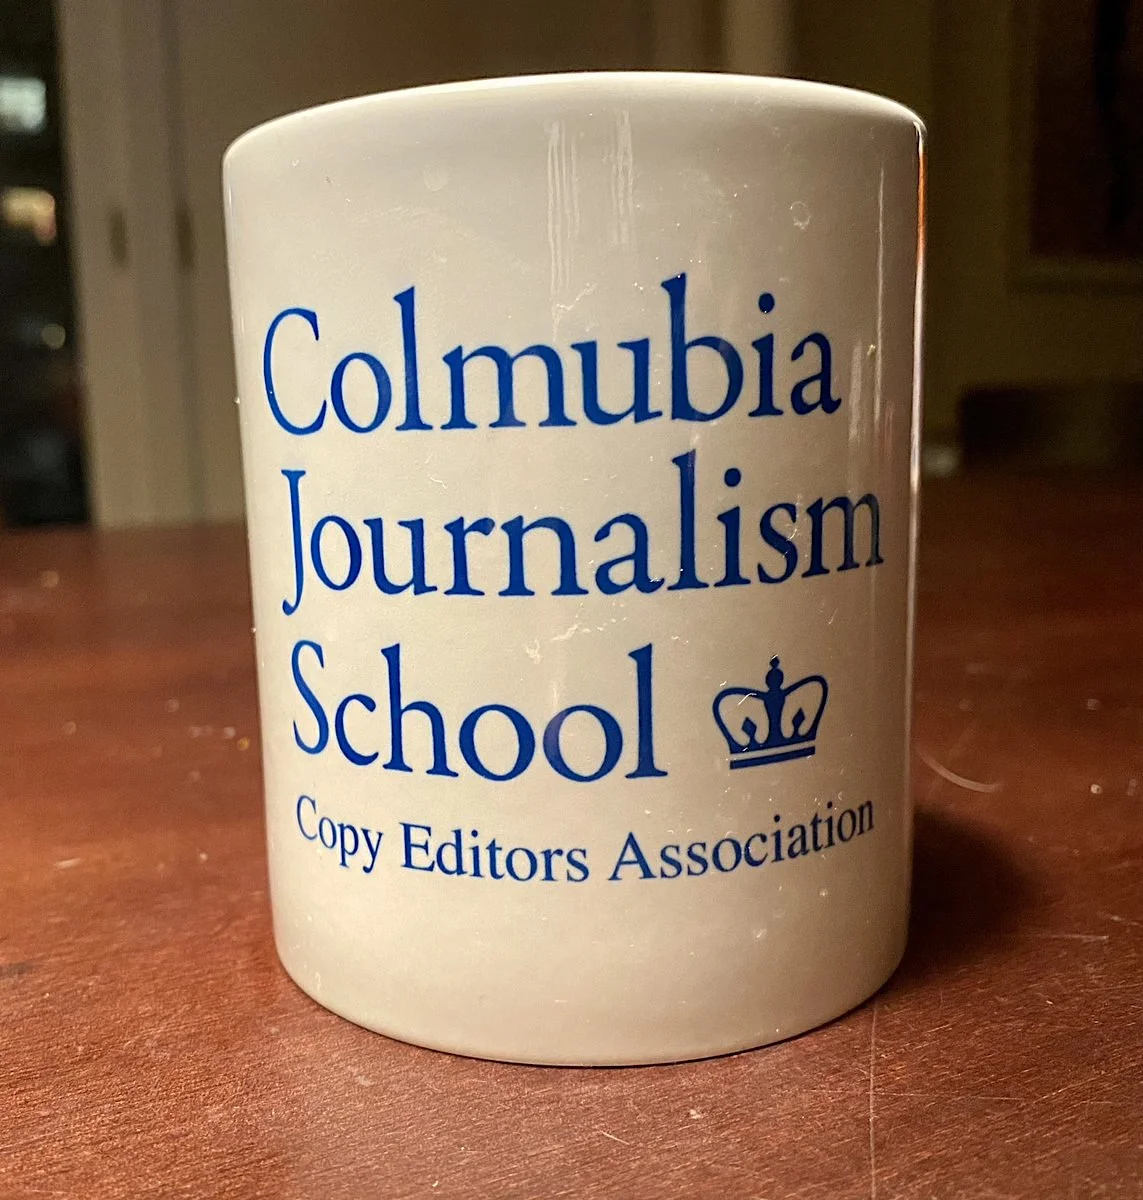 Colmubia
Journalism
School
Copy Editors Association